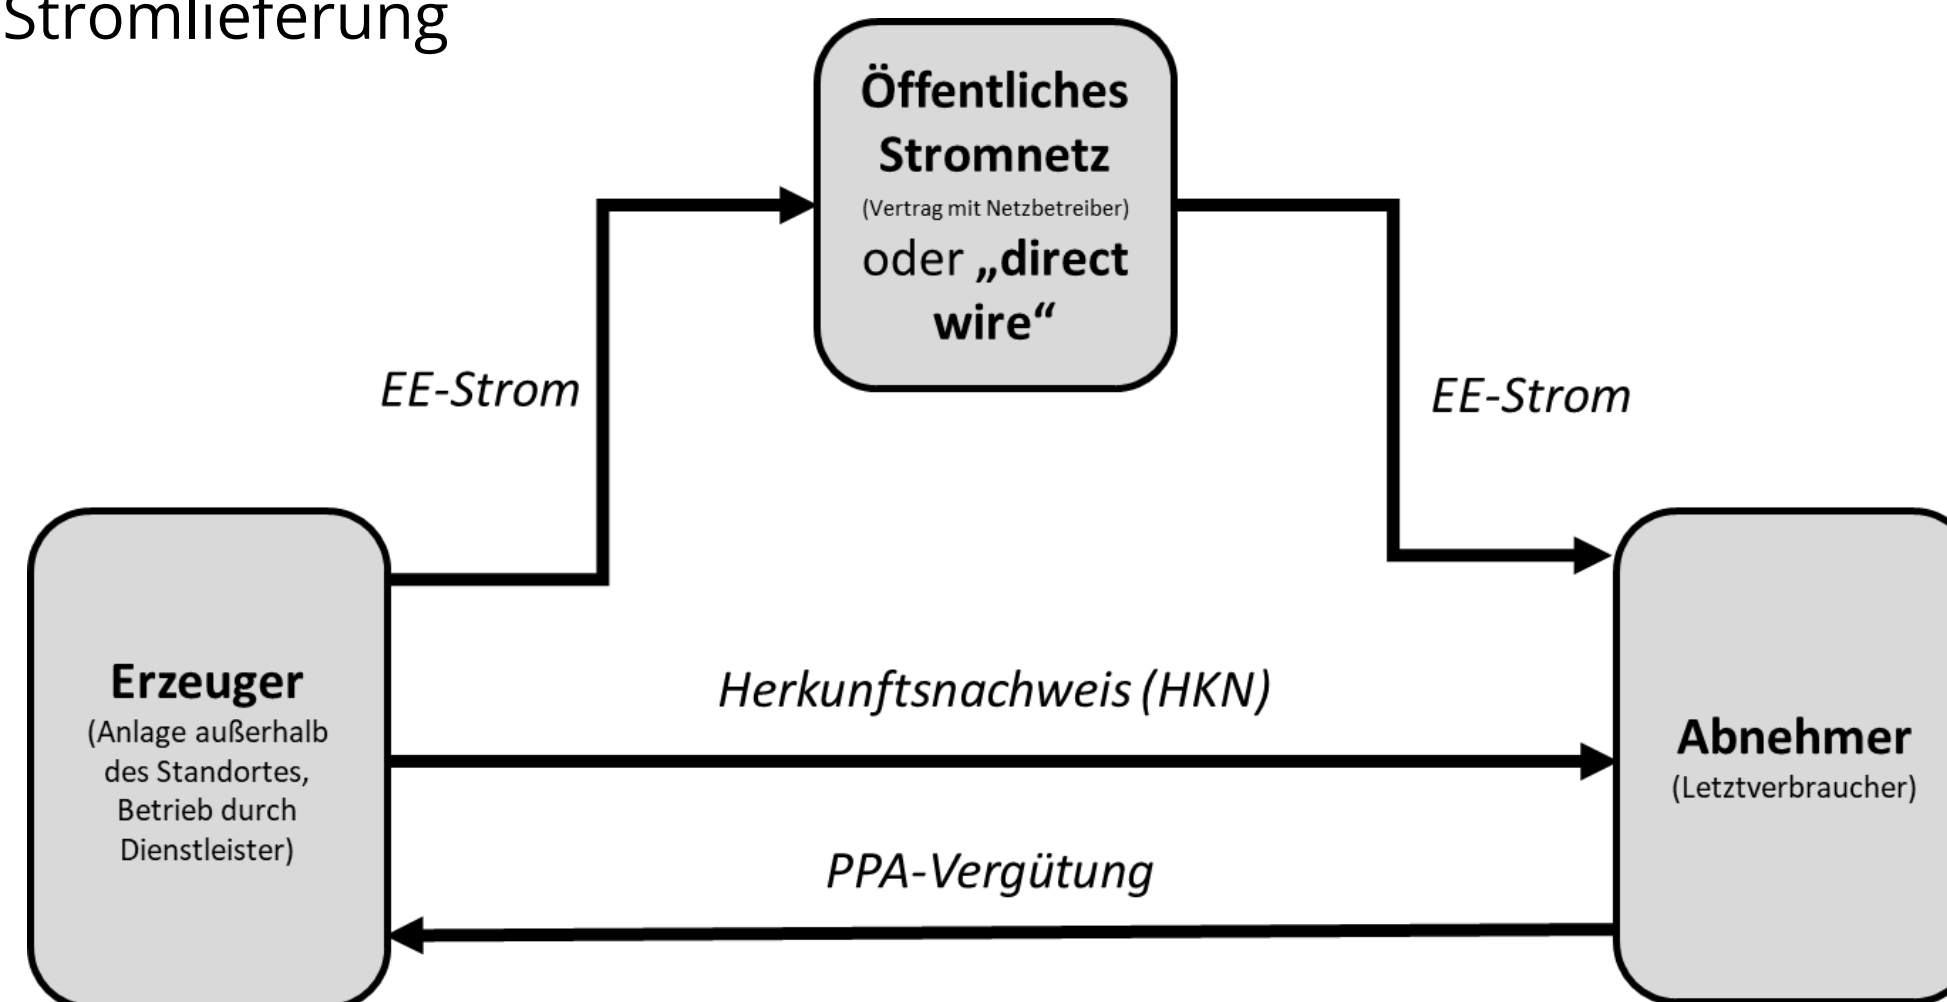 Stromlieferung
Öffentliches
Stromnetz
(Vertrag mit Netzbetreiber)
oder „direct
wire“
EE-Strom
EE-Strom
Erzeuger
(Anlage außerhalb
des Standortes,
Betrieb durch
Dienstleister)
Herkunftsnachweis (HKN)
PPA-Vergütung
Abnehmer
(Letztverbraucher)